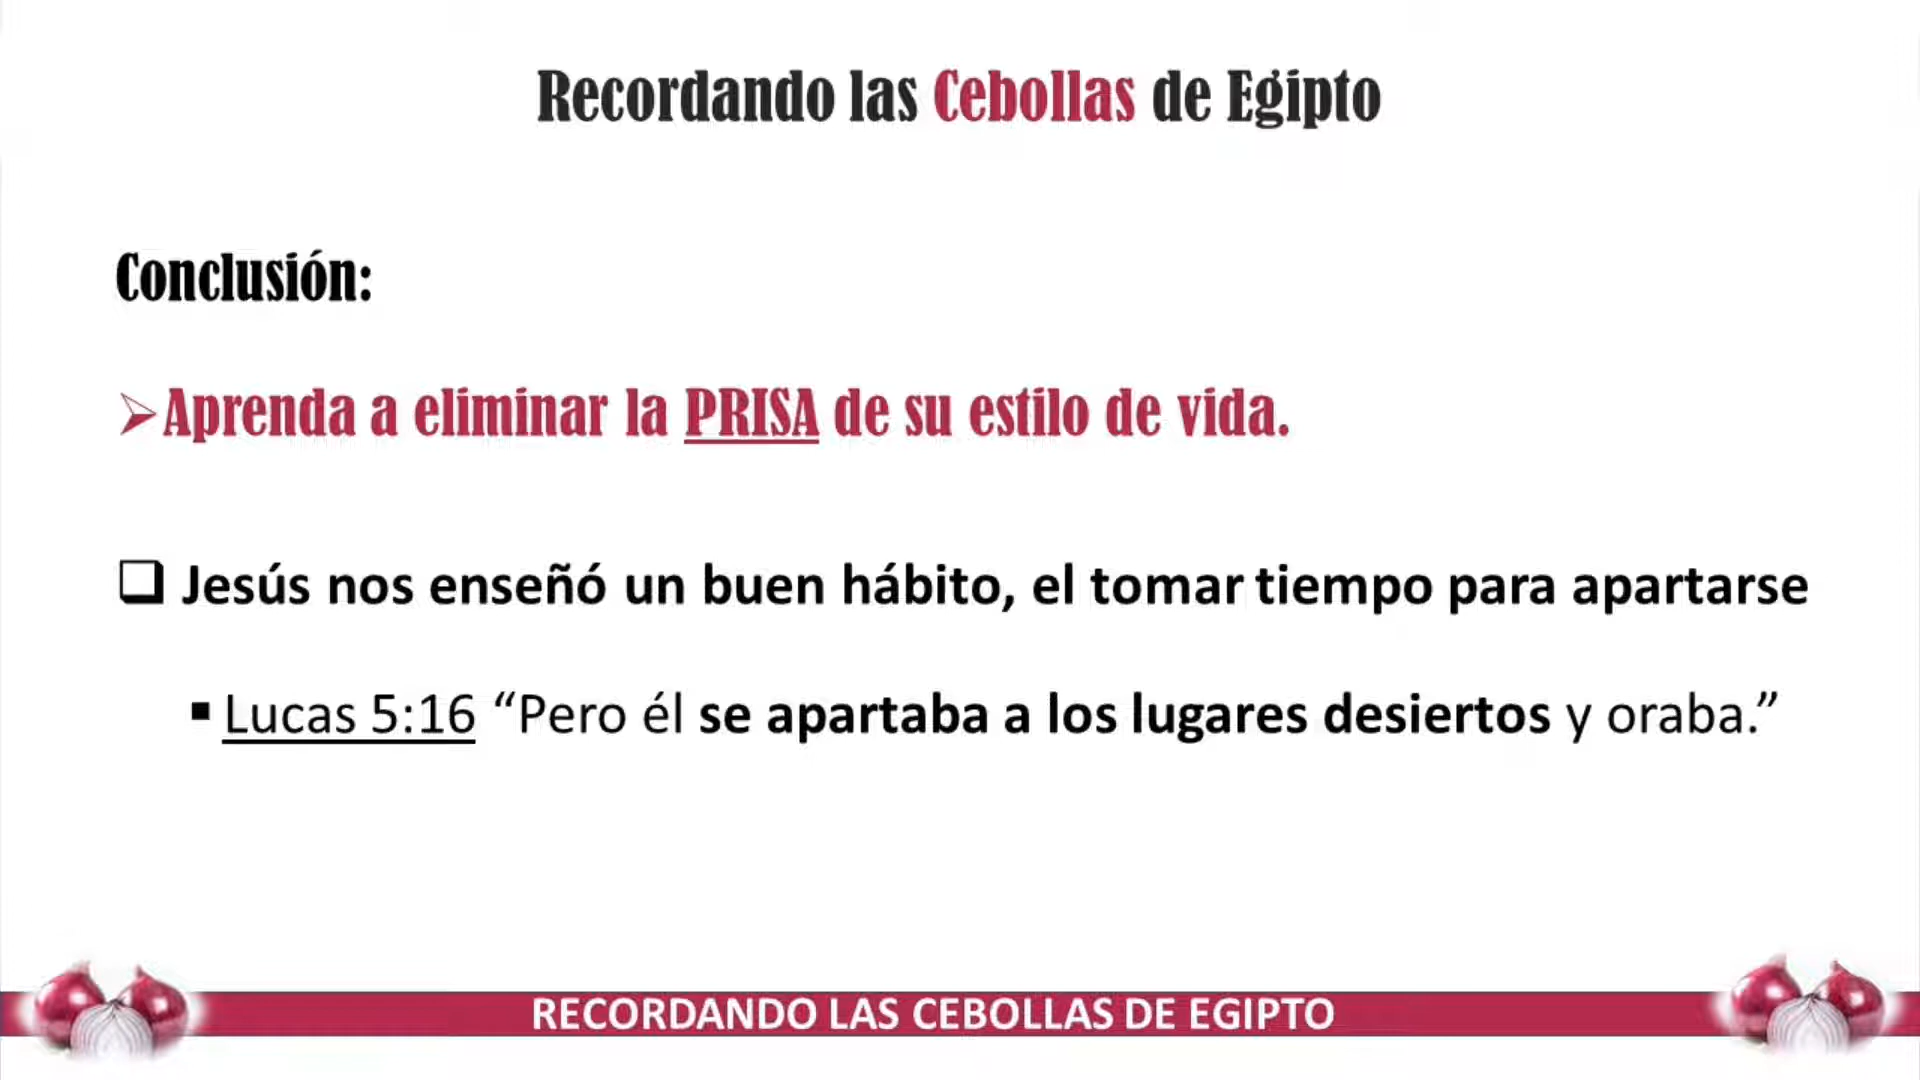 Recordando las Cebollas de Egipto
Conclusión:
Aprenda a eliminar la PRISA de su estilo de vida.
Jesús nos enseñó un buen hábito, el tomar tiempo para apartarse
Lucas 5:16 “Pero él se apartaba a los lugares desiertos y oraba.”
RECORDANDO LAS CEBOLLAS DE EGIPTO